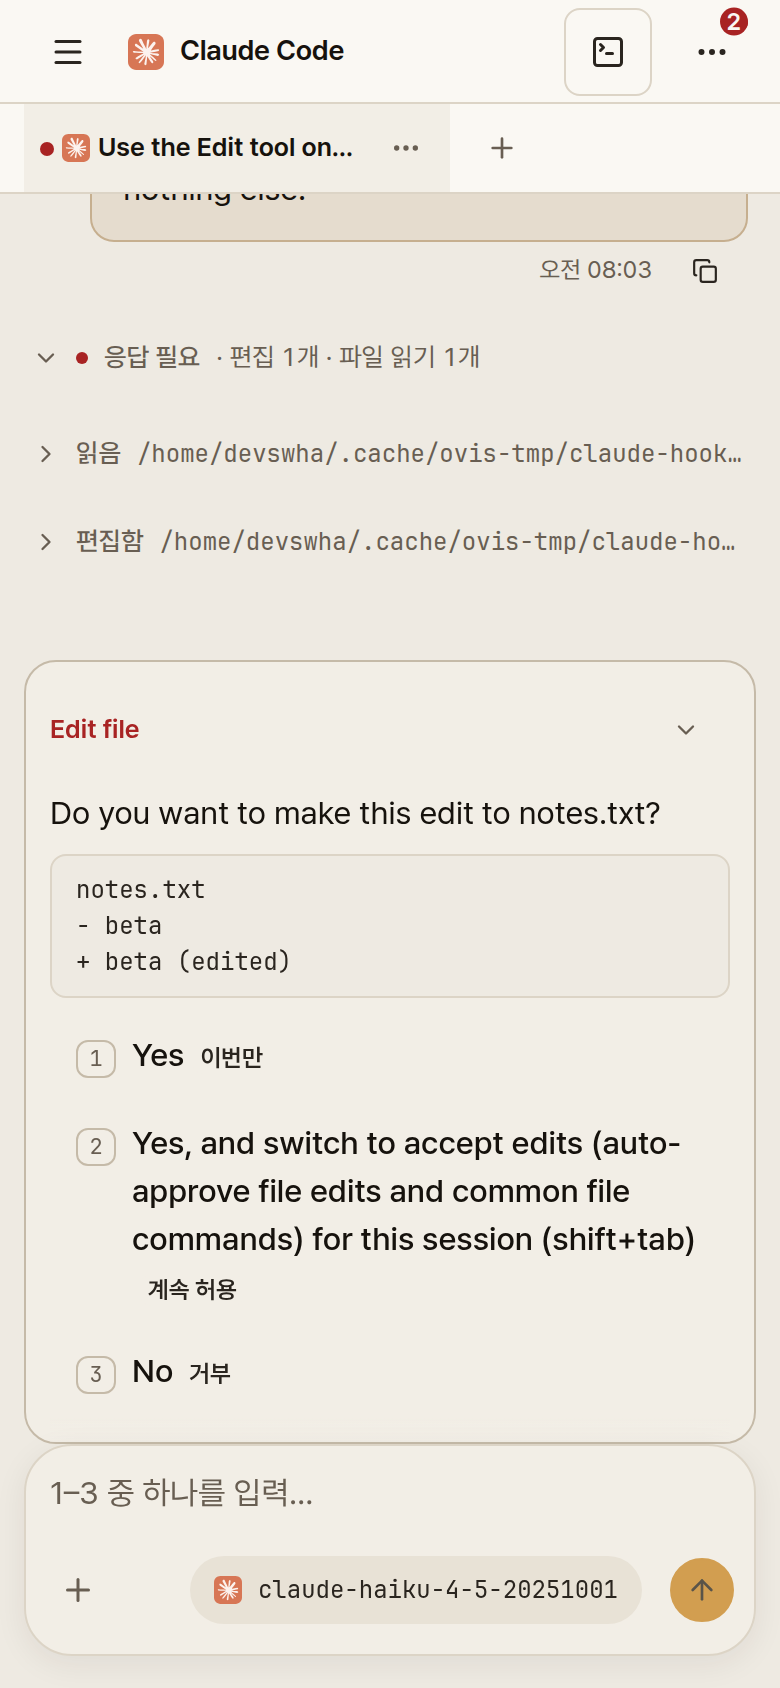 Claude Code
2
Use the Edit tool on...
nothing else.
오전 08:03
응답 필요 · 편집 1개 · 파일 읽기 1개
읽음 /home/devswha/.cache/ovis-tmp/claude-hook…
편집함 /home/devswha/.cache/ovis-tmp/claude-ho…
Edit file
Do you want to make this edit to notes.txt?
notes.txt
- beta
+ beta (edited)
1 Yes 이번만
2 Yes, and switch to accept edits (auto-
approve file edits and common file
commands) for this session (shift+tab)
계속 허용
3 No 거부
1–3 중 하나를 입력...
claude-haiku-4-5-20251001